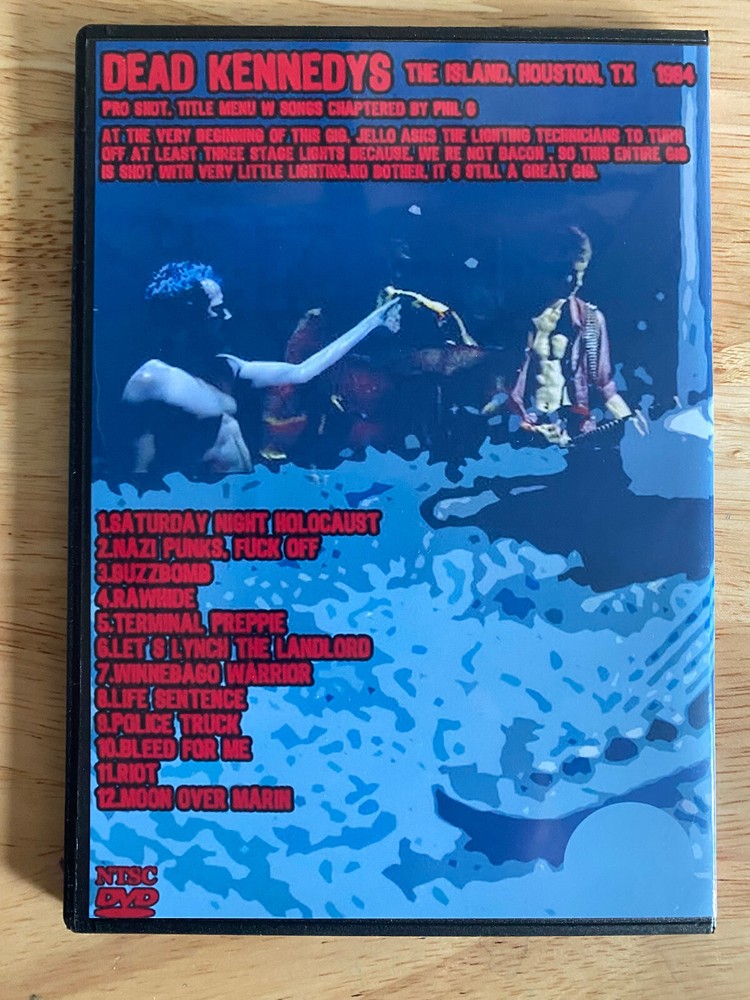 DEAD KENNEDYS THE ISLAND, HOUSTON, TX 1984
PRO SHOT. TITLE MENU W SONGS CHAPTERED BY PHIL G
AT THE VERY BEGINNING OF THIS GIG, JELLO ASKS THE LIGHTING TECHNICIANS TO TURN
OFF AT LEAST THREE STAGE LIGHTS BECAUSE, WE RE NOT BACON , SO THIS ENTIRE GIG
IS SHOT WITH VERY LITTLE LIGHTING.NO BOTHER, IT S STILL A GREAT GIG.
1.SATURDAY NIGHT HOLOCAUST
2.NAZI PUNKS, FUCK OFF
3.BUZZBOMB
4.RAWHIDE
5.TERMINAL PREPPIE
6.LET S LYNCH THE LANDLORD
7.WINNEBAGO WARRIOR
8.LIFE SENTENCE
9.POLICE TRUCK
10.BLEED FOR ME
11.RIOT
12.MOON OVER MARIN
NTSC
DVD